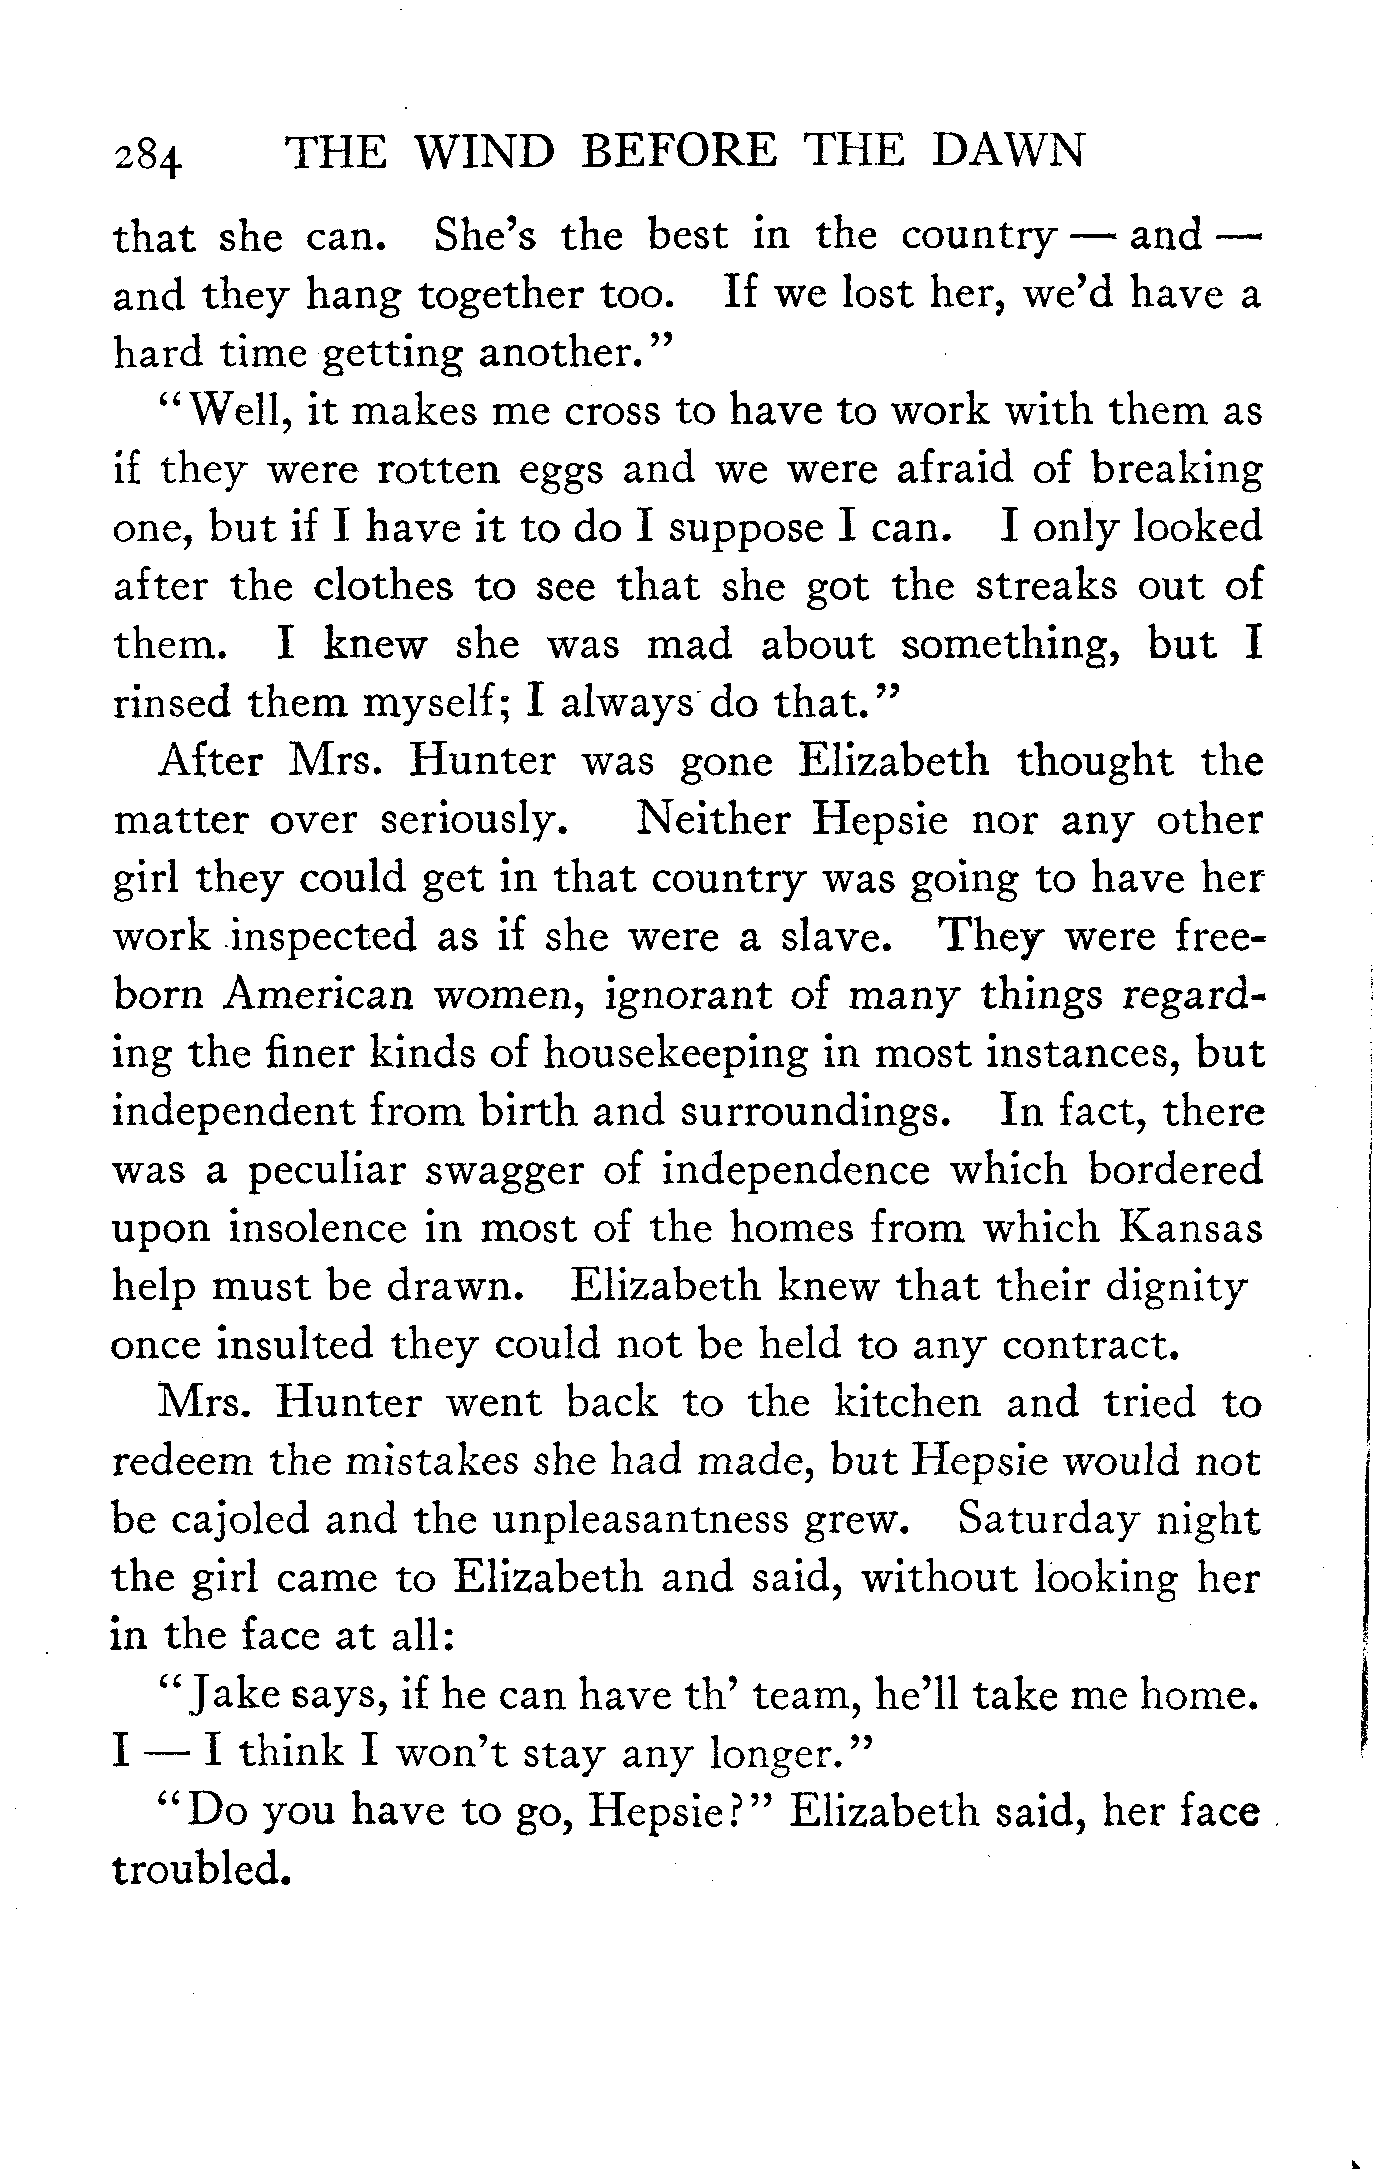 284 THE WIND BEFORE THE DAWN
that she can. She's the best in the country — and —
and they hang together too. If we lost her, we'd have a
hard time getting another."
"Well, it makes me cross to have to work with them as
if they were rotten eggs and we were afraid of breaking
one, but if I have it to do I suppose I can. I only looked
after the clothes to see that she got the streaks out of
them. I knew she was mad about something, but I
rinsed them myself; I always do that."
After Mrs. Hunter was gone Elizabeth thought the
matter over seriously. Neither Hepsie nor any other
girl they could get in that country was going to have her
work inspected as if she were a slave. They were free-
born American women, ignorant of many things regard-
ing the finer kinds of housekeeping in most instances, but
independent from birth and surroundings. In fact, there
was a peculiar swagger of independence which bordered
upon insolence in most of the homes from which Kansas
help must be drawn. Elizabeth knew that their dignity
once insulted they could not be held to any contract.
Mrs. Hunter went back to the kitchen and tried to
redeem the mistakes she had made, but Hepsie would not
be cajoled and the unpleasantness grew. Saturday night
the girl came to Elizabeth and said, without looking her
in the face at all:
"Jake says, if he can have th' team, he'll take me home.
I — I think I won't stay any longer."
"Do you have to go, Hepsie?" Elizabeth said, her face
troubled.